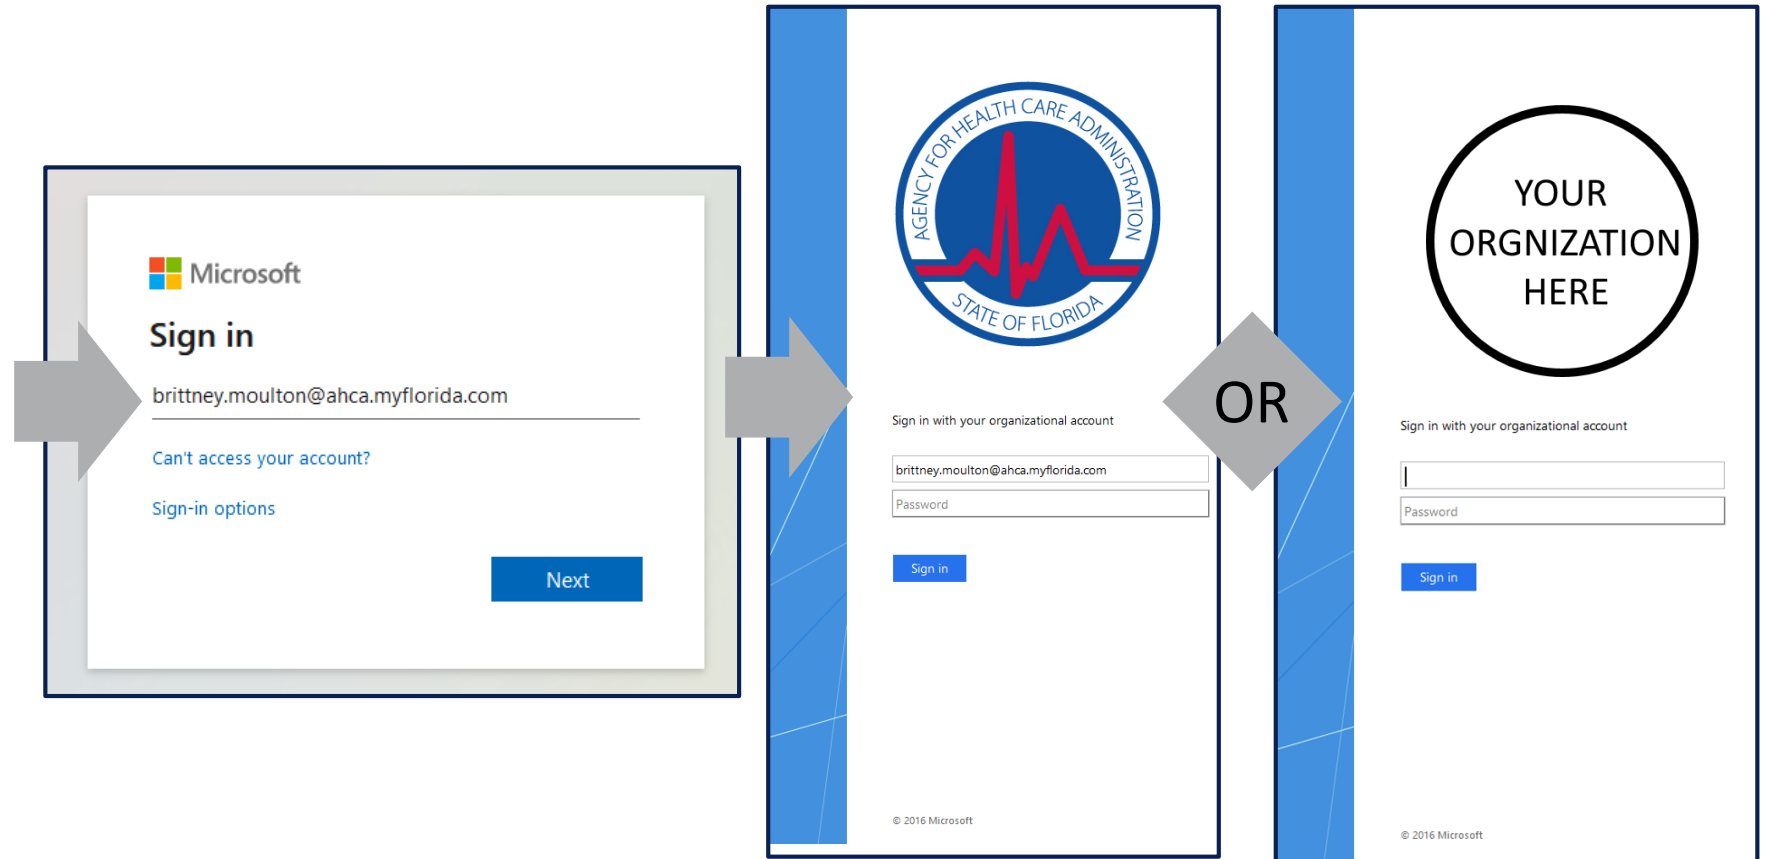 Microsoft
Sign in
brittney.moulton@ahca.myflorida.com
Can't access your account?
Sign-in options
Next
AGENCY FOR HEALTH CARE ADMINISTRATION
STATE OF FLORIDA
Sign in with your organizational account
brittney.moulton@ahca.myflorida.com
Password
Sign in
© 2016 Microsoft
OR
YOUR
ORGNIZATION
HERE
Sign in with your organizational account
Password
Sign in
© 2016 Microsoft